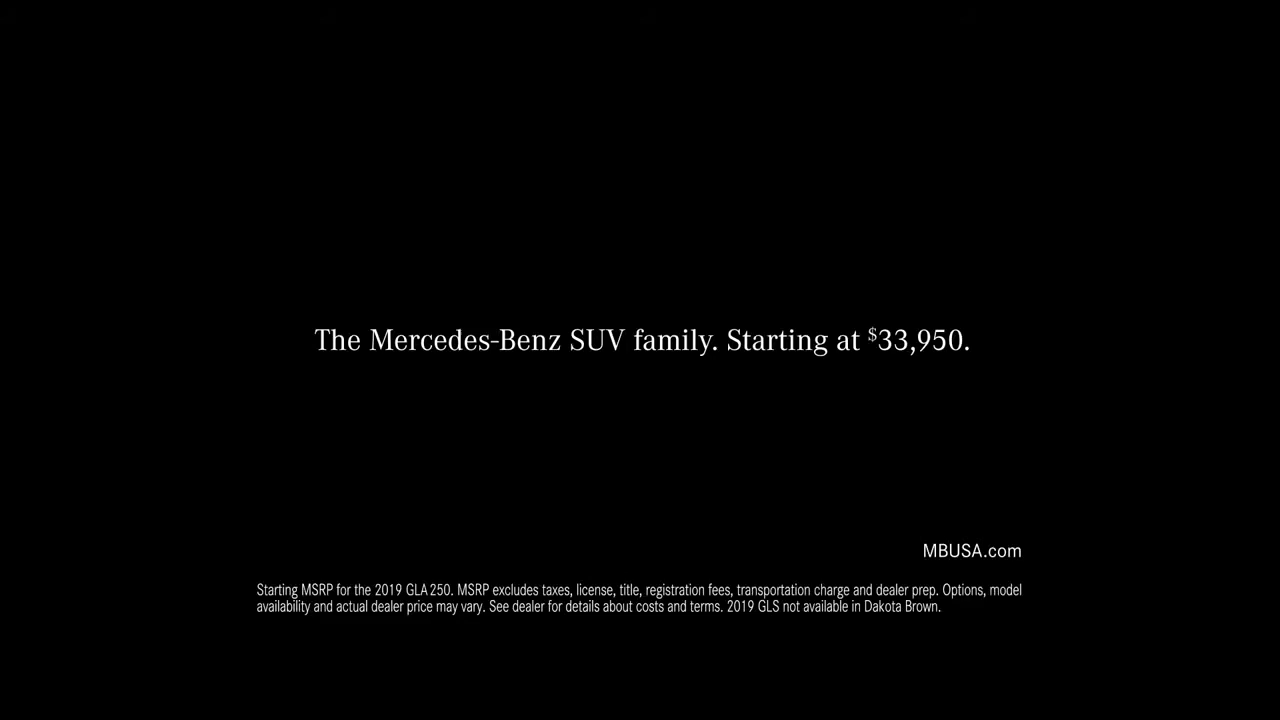 The Mercedes-Benz SUV family. Starting at $33,950.
MBUSA.com
Starting MSRP for the 2019 GLA 250. MSRP excludes taxes, license, title, registration fees, transportation charge and dealer prep. Options, model
availability and actual dealer price may vary. See dealer for details about costs and terms. 2019 GLS not available in Dakota Brown.